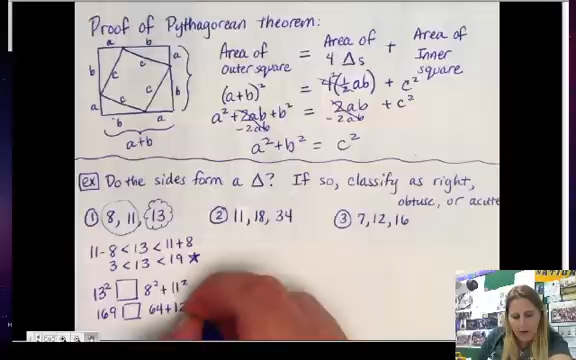 Proof of Pythagorean theorem:
a b
b c c a
c c b
a b a
a+b
Area of outer square = Area of 4 Δs + Area of Inner square
(a+b)² = 4(½ab) + c²
a² + 2ab + b² = 2ab + c²
-2ab -2ab
a² + b² = c²
ex Do the sides form a Δ? If so, classify as right, obtuse, or acute
① 8, 11, 13 ② 11, 18, 34 ③ 7, 12, 16
11-8 < 13 < 11+8
3 < 13 < 19 ★
13² □ 8² + 11²
169 □ 64 +